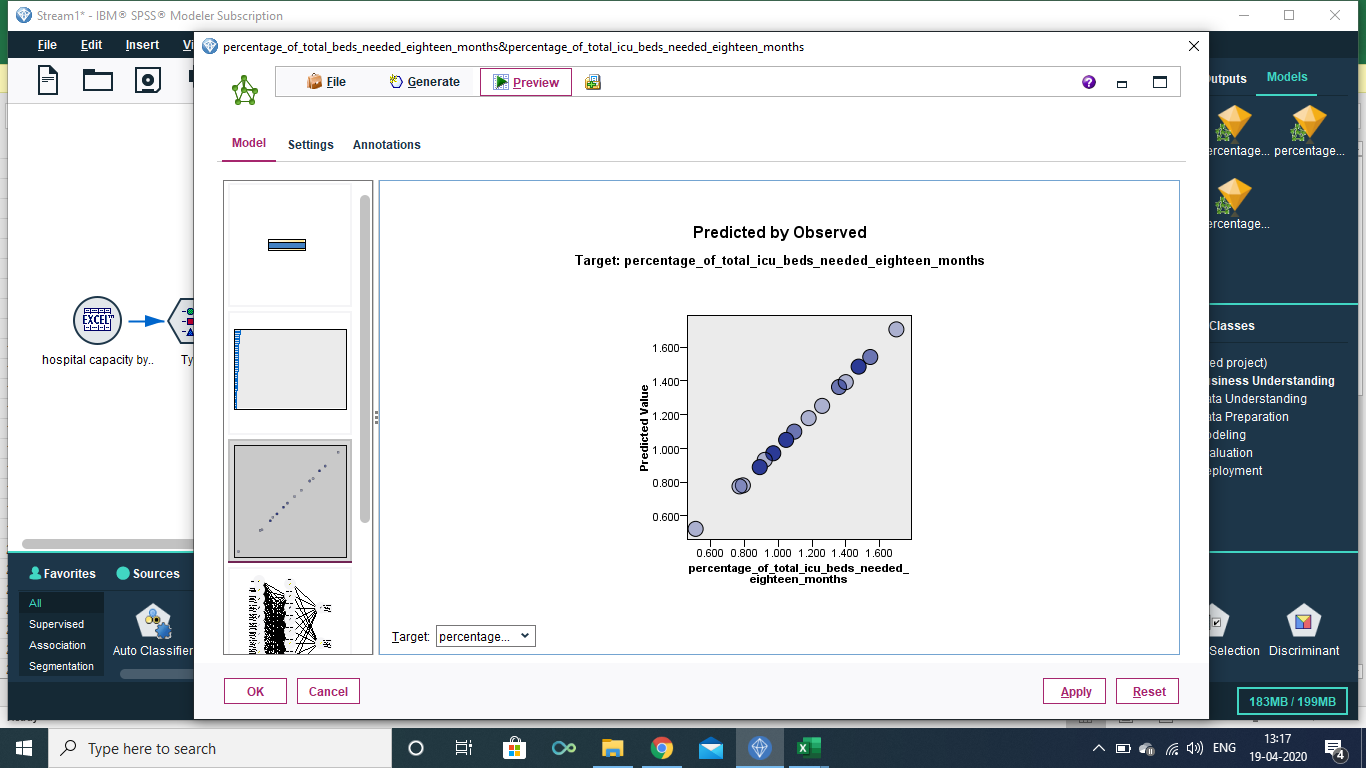 Stream1* - IBM® SPSS® Modeler Subscription
File Edit Insert Vi
percentage_of_total_beds_needed_eighteen_months&percentage_of_total_icu_beds_needed_eighteen_months
File Generate Preview
Model Settings Annotations
utputs Models
ercentage... percentage...
ercentage...
Predicted by Observed
Target: percentage_of_total_icu_beds_needed_eighteen_months
1.600
1.400
1.200
1.000
0.800
0.600
Predicted Value
0.600 0.800 1.000 1.200 1.400 1.600
percentage_of_total_icu_beds_needed_
eighteen_months
Target: percentage...
EXCEL
hospital capacity by.. Ty
Classes
ed project)
siness Understanding
ata Understanding
ata Preparation
odeling
aluation
eployment
Favorites Sources
All
Supervised
Association
Segmentation
Auto Classifier
Selection Discriminant
OK Cancel Apply Reset
183MB / 199MB
Type here to search
ENG
13:17
19-04-2020
4